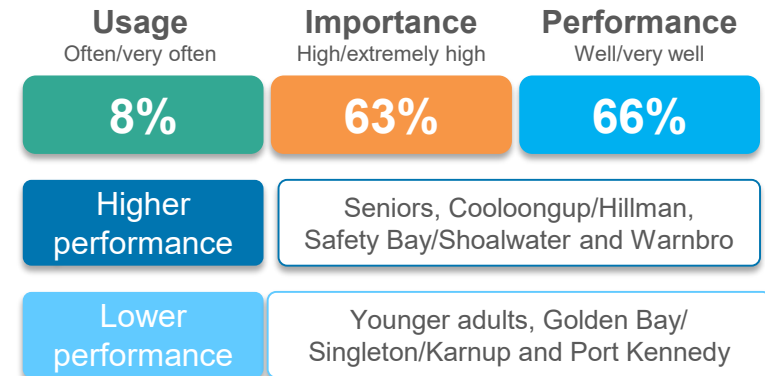 Usage
Often/very often
8%
Importance
High/extremely high
63%
Performance
Well/very well
66%
Higher
performance
Seniors, Cooloongup/Hillman,
Safety Bay/Shoalwater and Warnbro
Lower
performance
Younger adults, Golden Bay/
Singleton/Karnup and Port Kennedy